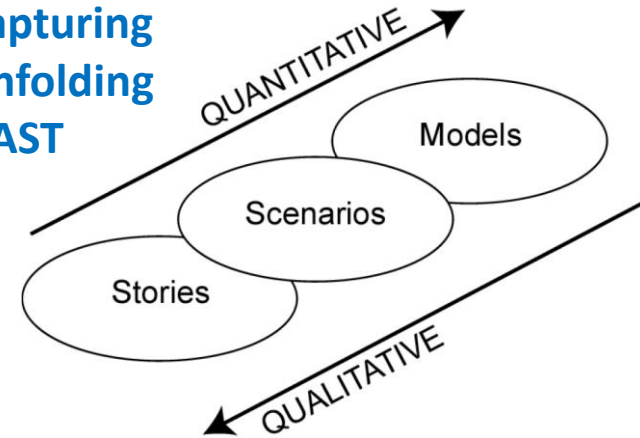 apturing
nfolding
AST
QUANTITATIVE
Models
Scenarios
Stories
QUALITATIVE